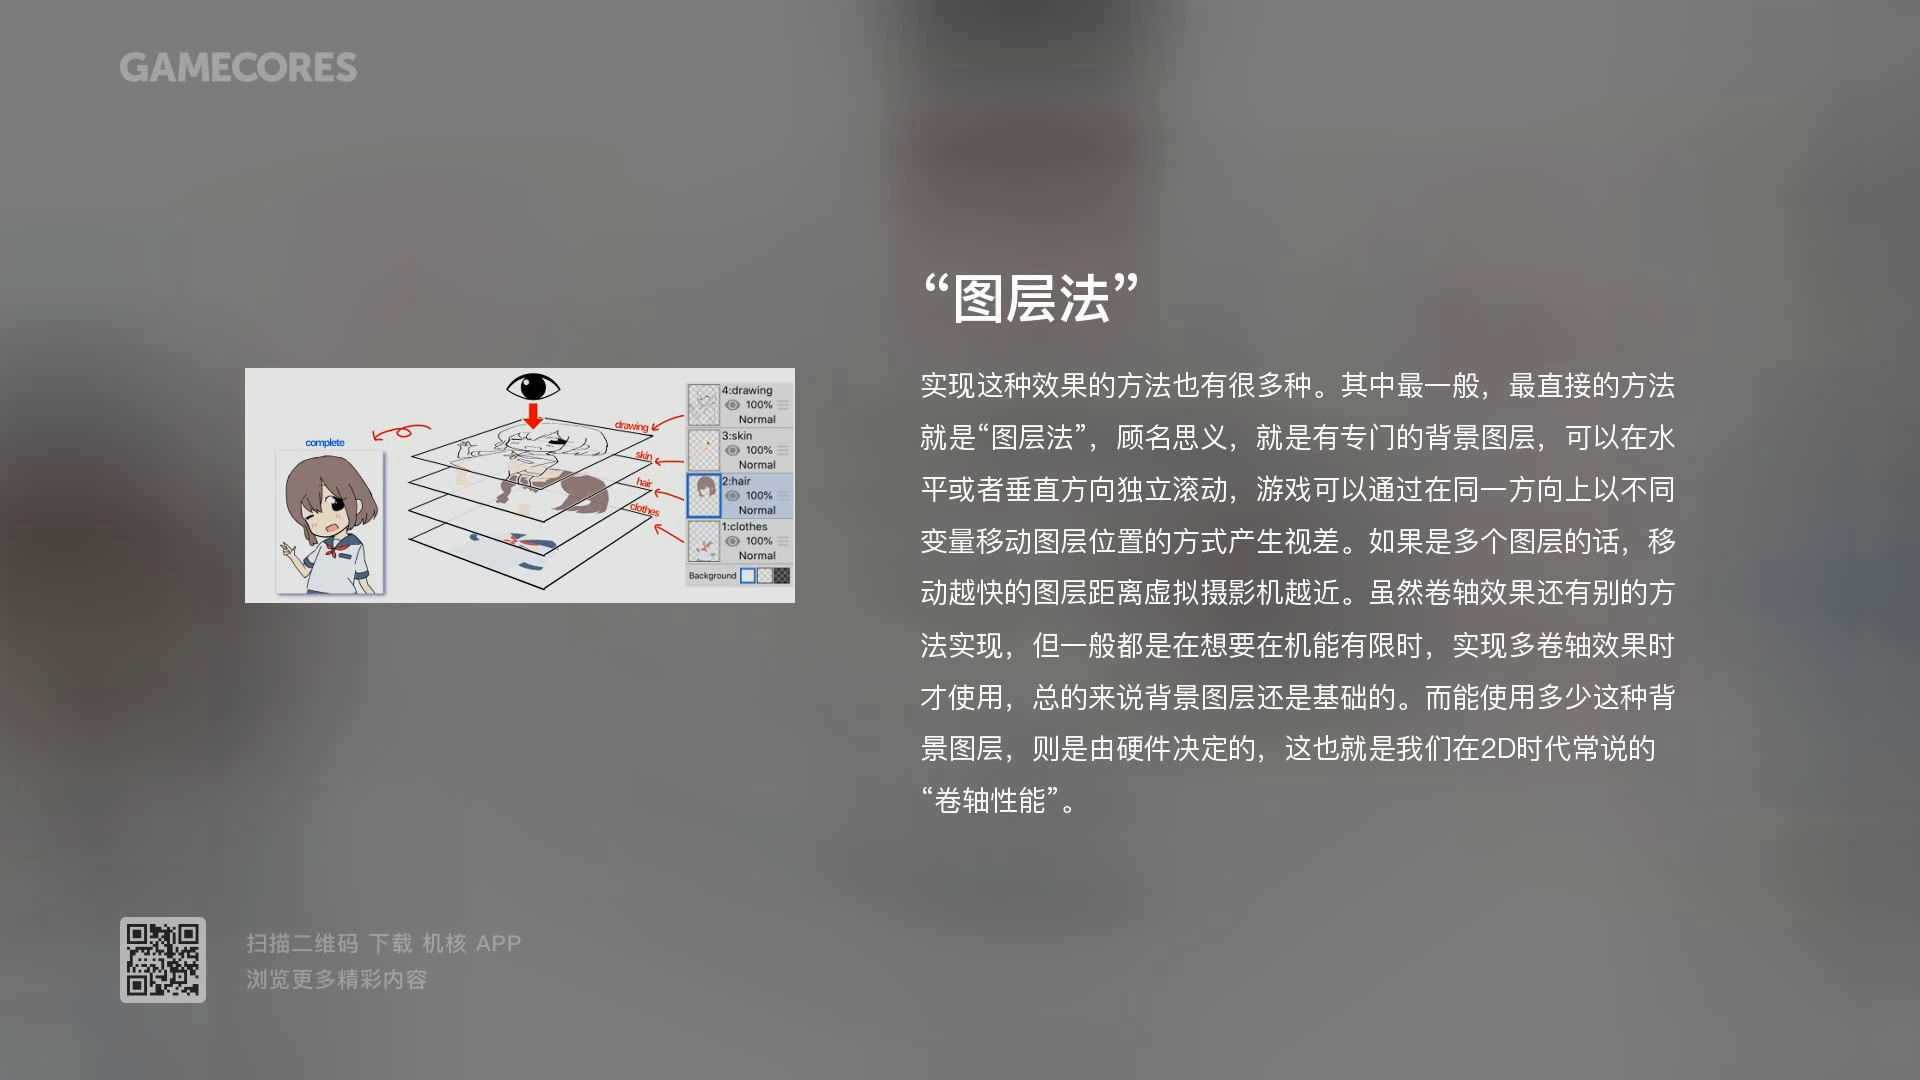 GAMECORES
“图层法”
实现这种效果的方法也有很多种。其中最一般，最直接的方法
就是“图层法”，顾名思义，就是有专门的背景图层，可以在水
平或者垂直方向独立滚动，游戏可以通过在同一方向上以不同
变量移动图层位置的方式产生视差。如果是多个图层的话，移
动越快的图层距离虚拟摄影机越近。虽然卷轴效果还有别的方
法实现，但一般都是在想要在机能有限时，实现多卷轴效果时
才使用，总的来说背景图层还是基础的。而能使用多少这种背
景图层，则是由硬件决定的，这也就是我们在2D时代常说的
“卷轴性能”。
complete
drawing
skin
hair
clothes
4:drawing
100%
Normal
3:skin
100%
Normal
2:hair
100%
Normal
1:clothes
100%
Normal
Background
扫描二维码 下载 机核 APP
浏览更多精彩内容